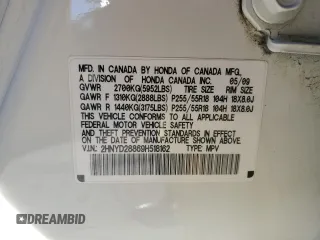 MFD. IN CANADA BY HONDA OF CANADA MFG.,
A DIVISION OF HONDA CANADA INC. 05/09
GVWR 2700KG(5952LBS) TIRE SIZE RIM SIZE
GAWR F 1310KG(2888LBS) P255/55R18 104H 18X8.0J
GAWR R 1440KG(3175LBS) P255/55R18 104H 18X8.0J
THIS VEHICLE CONFORMS TO ALL APPLICABLE
FEDERAL MOTOR VEHICLE SAFETY AND THEFT
PREVENTION STANDARDS IN EFFECT ON THE
DATE OF MANUFACTURE SHOWN ABOVE.
V.I.N.: 2HNYD28869H518162 TYPE: MPV
DREAMBID